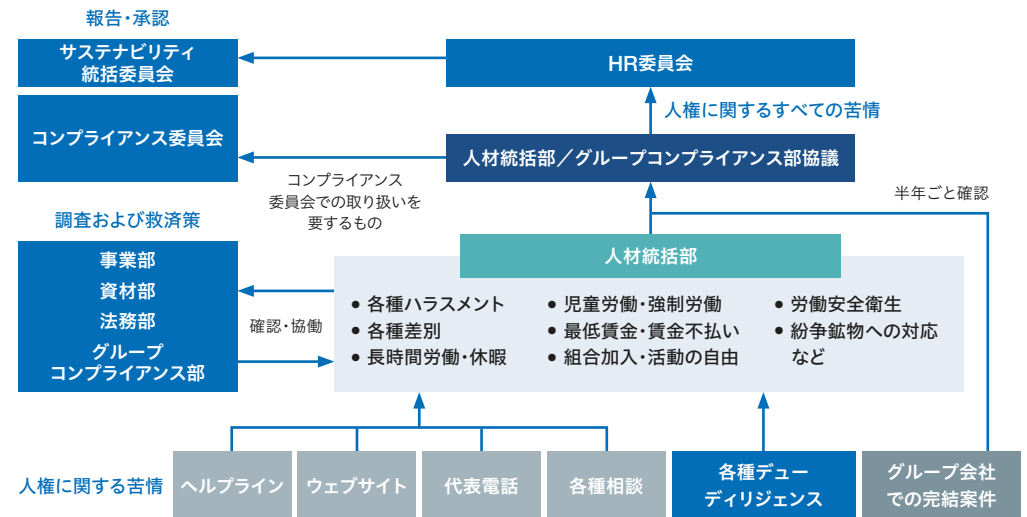 報告・承認
サステナビリティ
統括委員会
HR委員会
人権に関するすべての苦情
コンプライアンス委員会
人材統括部／グループコンプライアンス部協議
コンプライアンス
委員会での取り扱いを
要するもの
半年ごと確認
調査および救済策
事業部
資材部
法務部
グループ
コンプライアンス部
確認・協働
人材統括部
• 各種ハラスメント
• 各種差別
• 長時間労働・休暇
• 児童労働・強制労働
• 最低賃金・賃金不払い
• 組合加入・活動の自由
• 労働安全衛生
• 紛争鉱物への対応
など
人権に関する苦情
ヘルプライン
ウェブサイト
代表電話
各種相談
各種デュー
ディリジェンス
グループ会社
での完結案件